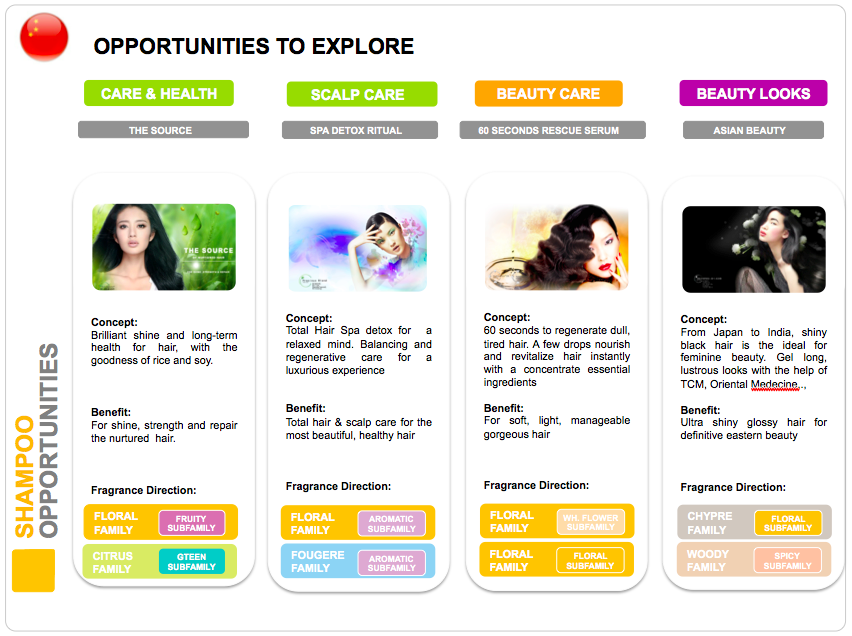 OPPORTUNITIES TO EXPLORE
CARE & HEALTH
SCALP CARE
BEAUTY CARE
BEAUTY LOOKS
THE SOURCE
SPA DETOX RITUAL
60 SECONDS RESCUE SERUM
ASIAN BEAUTY
SHAMPOO
OPPORTUNITIES
THE SOURCE
Concept:
Brilliant shine and long-term
health for hair, with the
goodness of rice and soy.
Benefit:
For shine, strength and repair
the nurtured hair.
Fragrance Direction:
FLORAL
FAMILY
FRUITY
SUBFAMILY
CITRUS
FAMILY
GTEEN
SUBFAMILY
Concept:
Total Hair Spa detox for a
relaxed mind. Balancing and
regenerative care for a
luxurious experience
Benefit:
Total hair & scalp care for the
most beautiful, healthy hair
Fragrance Direction:
FLORAL
FAMILY
AROMATIC
SUBFAMILY
FOUGERE
FAMILY
AROMATIC
SUBFAMILY
Concept:
60 seconds to regenerate dull,
tired hair. A few drops nourish
and revitalize hair instantly
with a concentrate essential
ingredients
Benefit:
For soft, light, manageable
gorgeous hair
Fragrance Direction:
FLORAL
FAMILY
WH. FLOWER
SUBFAMILY
FLORAL
FAMILY
FLORAL
SUBFAMILY
Concept:
From Japan to India, shiny
black hair is the ideal for
feminine beauty. Gel long,
lustrous looks with the help of
TCM, Oriental Medecine..,
Benefit:
Ultra shiny glossy hair for
definitive eastern beauty
Fragrance Direction:
CHYPRE
FAMILY
FLORAL
SUBFAMILY
WOODY
FAMILY
SPICY
SUBFAMILY